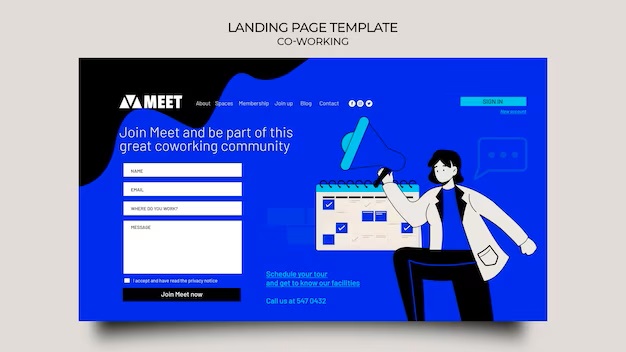 LANDING PAGE TEMPLATE
CO-WORKING
MEET
About Spaces Membership Join up Blog Contact
SIGN IN
New account
Join Meet and be part of this
great coworking community
NAME
EMAIL
WHERE DO YOU WORK?
MESSAGE
I accept and have read the privacy notice
Join Meet now
Schedule your tour
and get to know our facilities
Call us at 547 0432